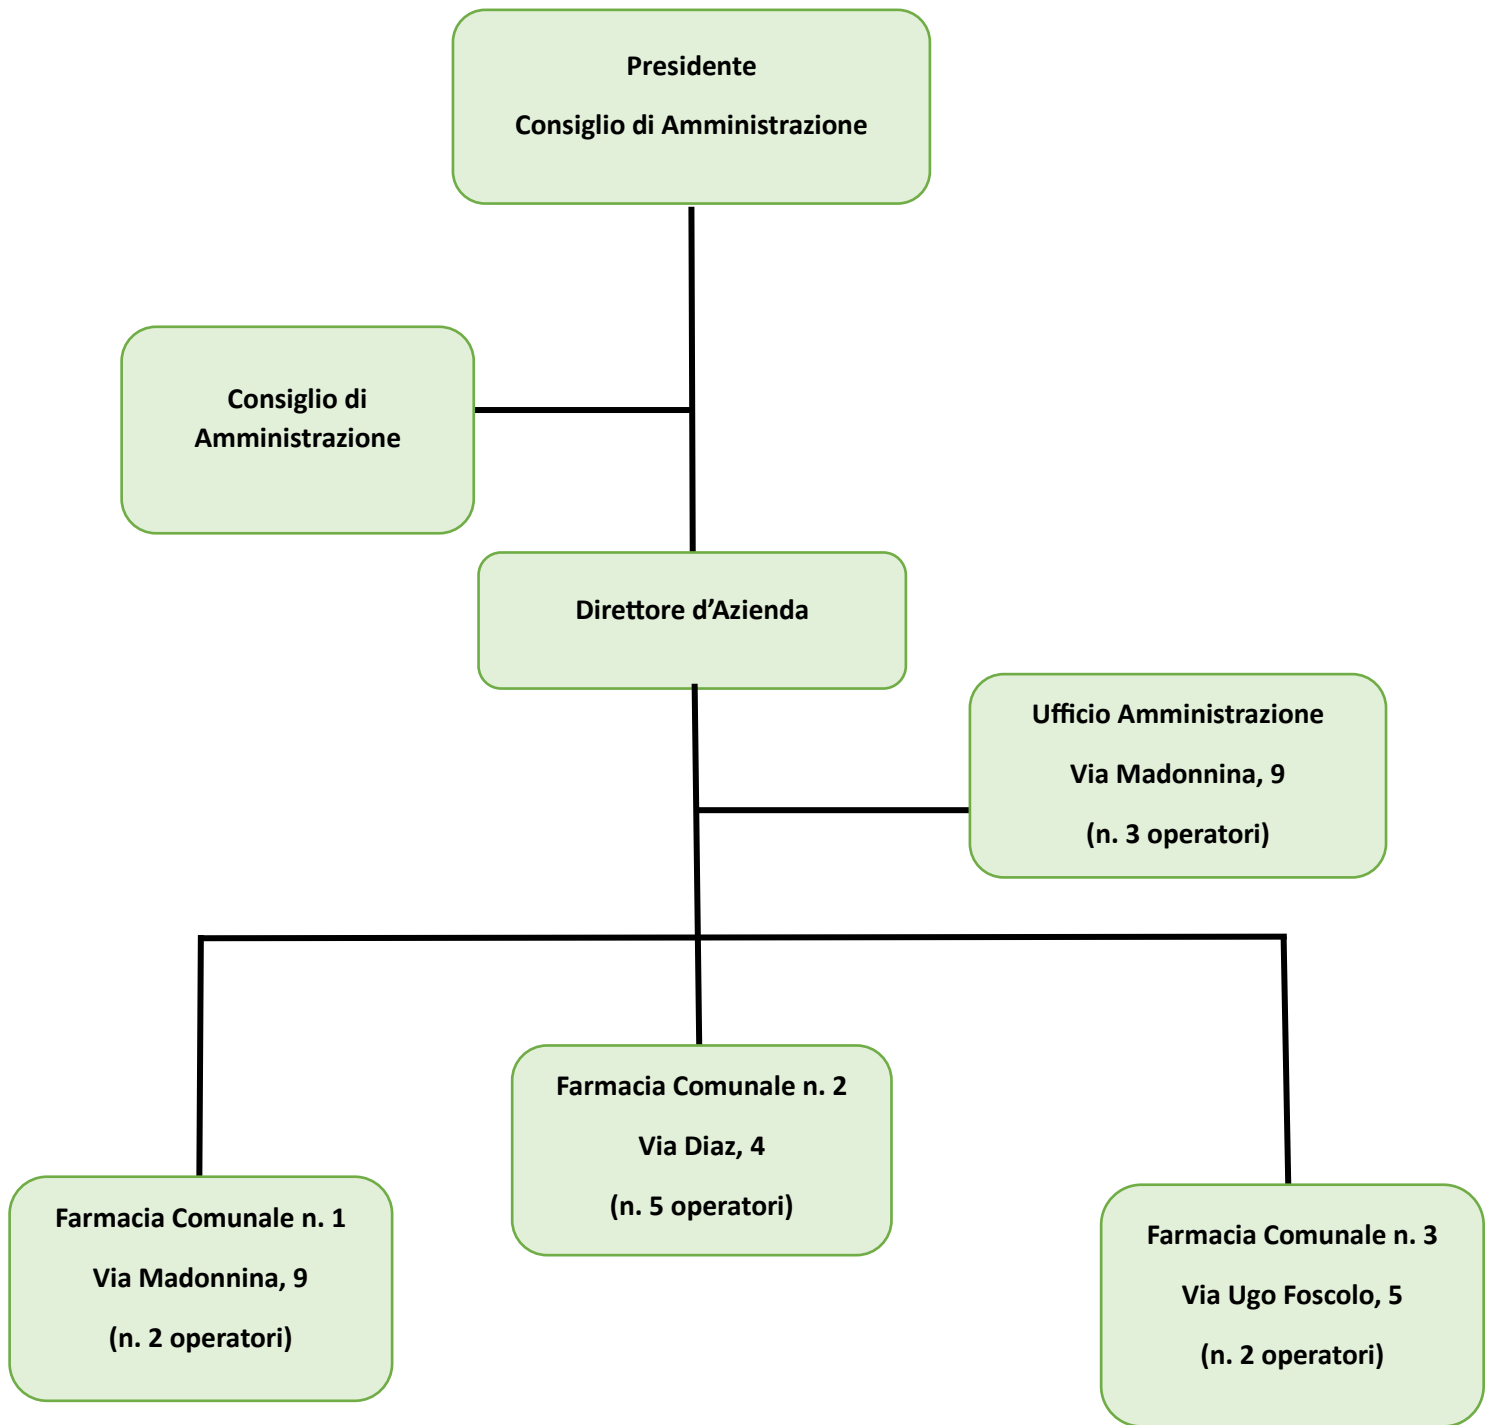 Presidente
Consiglio di Amministrazione
Consiglio di
Amministrazione
Direttore d’Azienda
Ufficio Amministrazione
Via Madonnina, 9
(n. 3 operatori)
Farmacia Comunale n. 2
Via Diaz, 4
(n. 5 operatori)
Farmacia Comunale n. 1
Via Madonnina, 9
(n. 2 operatori)
Farmacia Comunale n. 3
Via Ugo Foscolo, 5
(n. 2 operatori)